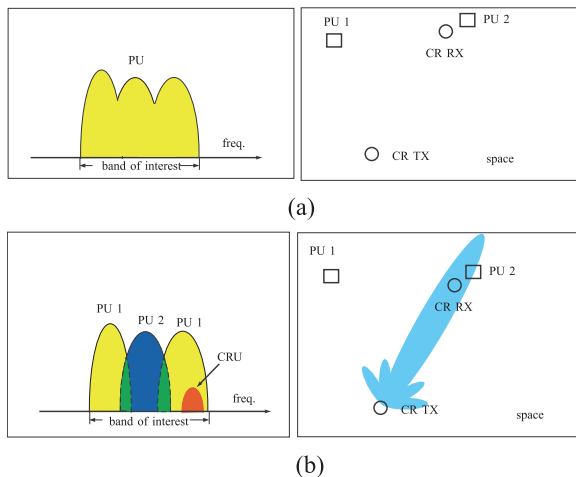 PU
freq.
band of interest
PU 1
PU 2
CR RX
CR TX
space
(a)
PU 1
PU 2
PU 1
CRU
freq.
band of interest
PU 1
PU 2
CR RX
CR TX
space
(b)